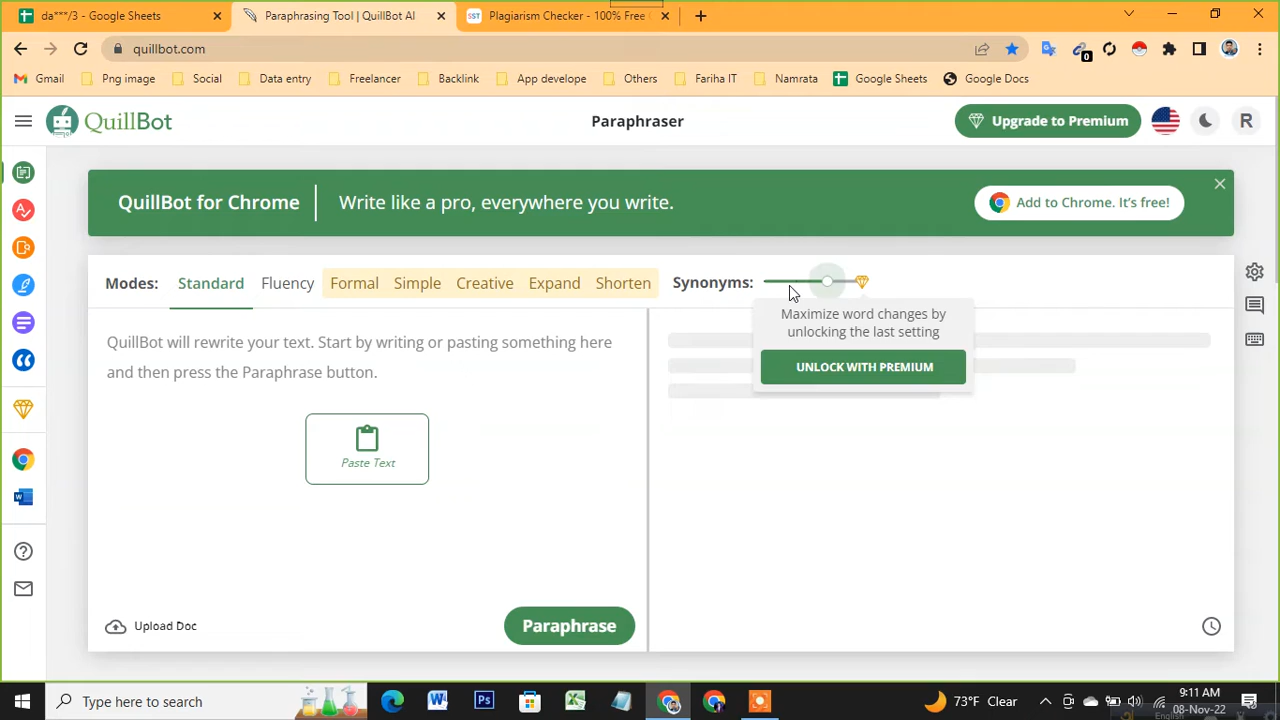 da***/3 - Google Sheets
Paraphrasing Tool | QuillBot AI
SST
Plagiarism Checker - 100% Free
quillbot.com
0
Gmail
Png image
Social
Data entry
Freelancer
Backlink
App develope
Others
Fariha IT
Namrata
Google Sheets
Google Docs
QuillBot
Paraphraser
Upgrade to Premium
R
QuillBot for Chrome
Write like a pro, everywhere you write.
Add to Chrome. It's free!
Modes: Standard Fluency Formal Simple Creative Expand Shorten
Synonyms:
Maximize word changes by
unlocking the last setting
UNLOCK WITH PREMIUM
QuillBot will rewrite your text. Start by writing or pasting something here
and then press the Paraphrase button.
Paste Text
Upload Doc
Paraphrase
Type here to search
73°F Clear
9:11 AM
08-Nov-22
English